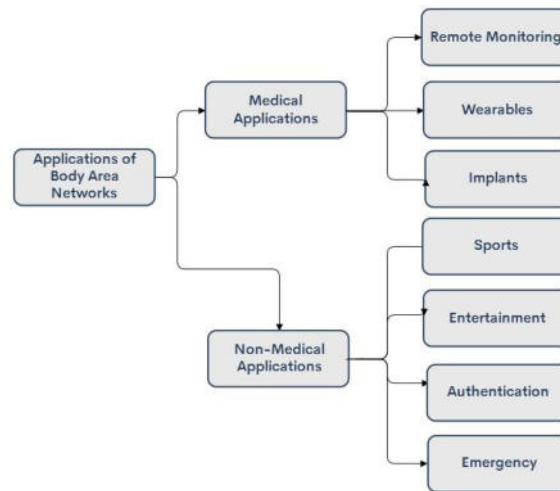 Remote Monitoring
Medical
Applications
Wearables
Applications of
Body Area
Networks
Implants
Sports
Entertainment
Non-Medical
Applications
Authentication
Emergency